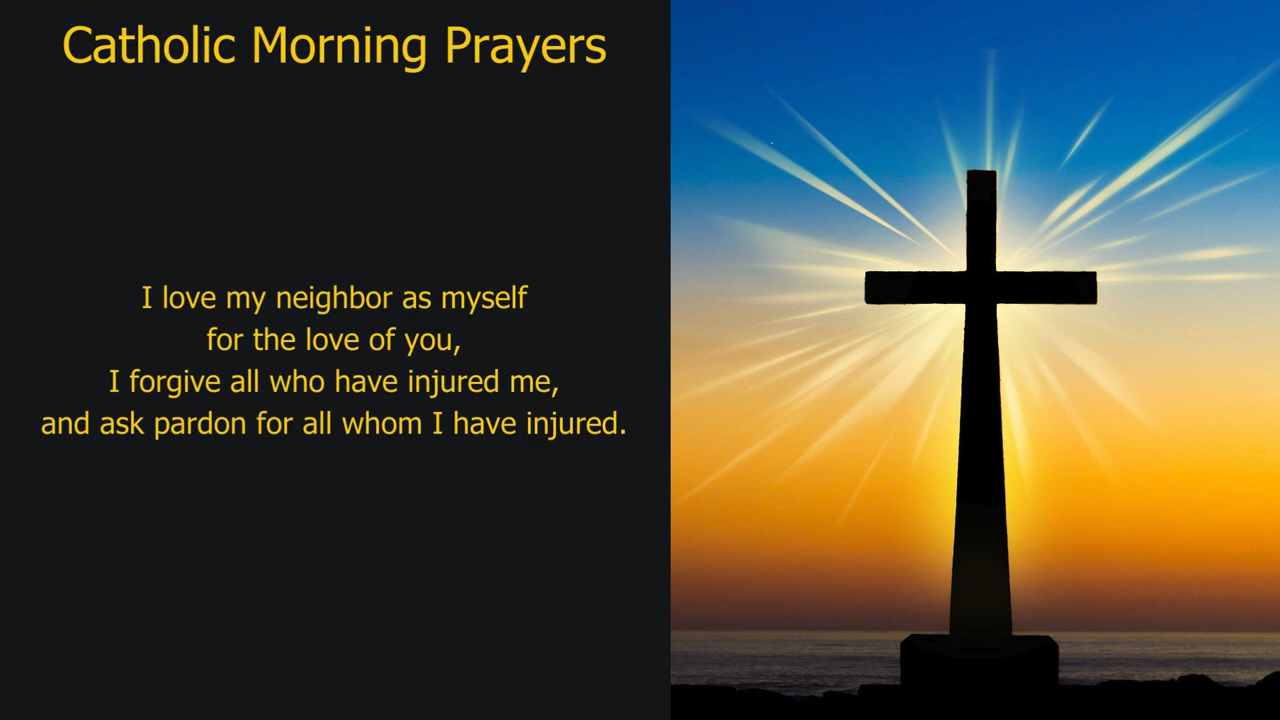 Catholic Morning Prayers
I love my neighbor as myself
for the love of you,
I forgive all who have injured me,
and ask pardon for all whom I have injured.